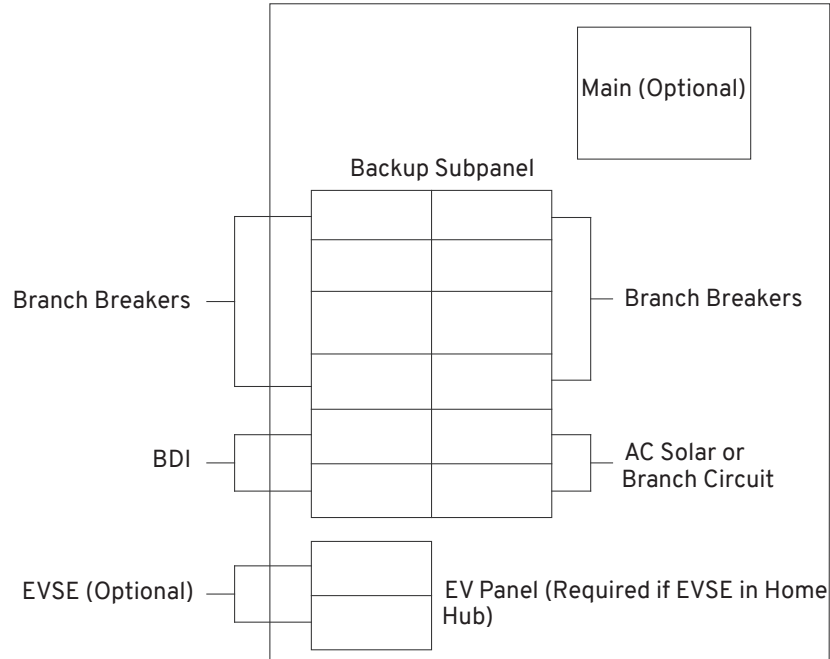 Main (Optional)
Backup Subpanel
Branch Breakers
Branch Breakers
BDI
AC Solar or
Branch Circuit
EVSE (Optional)
EV Panel (Required if EVSE in Home
Hub)